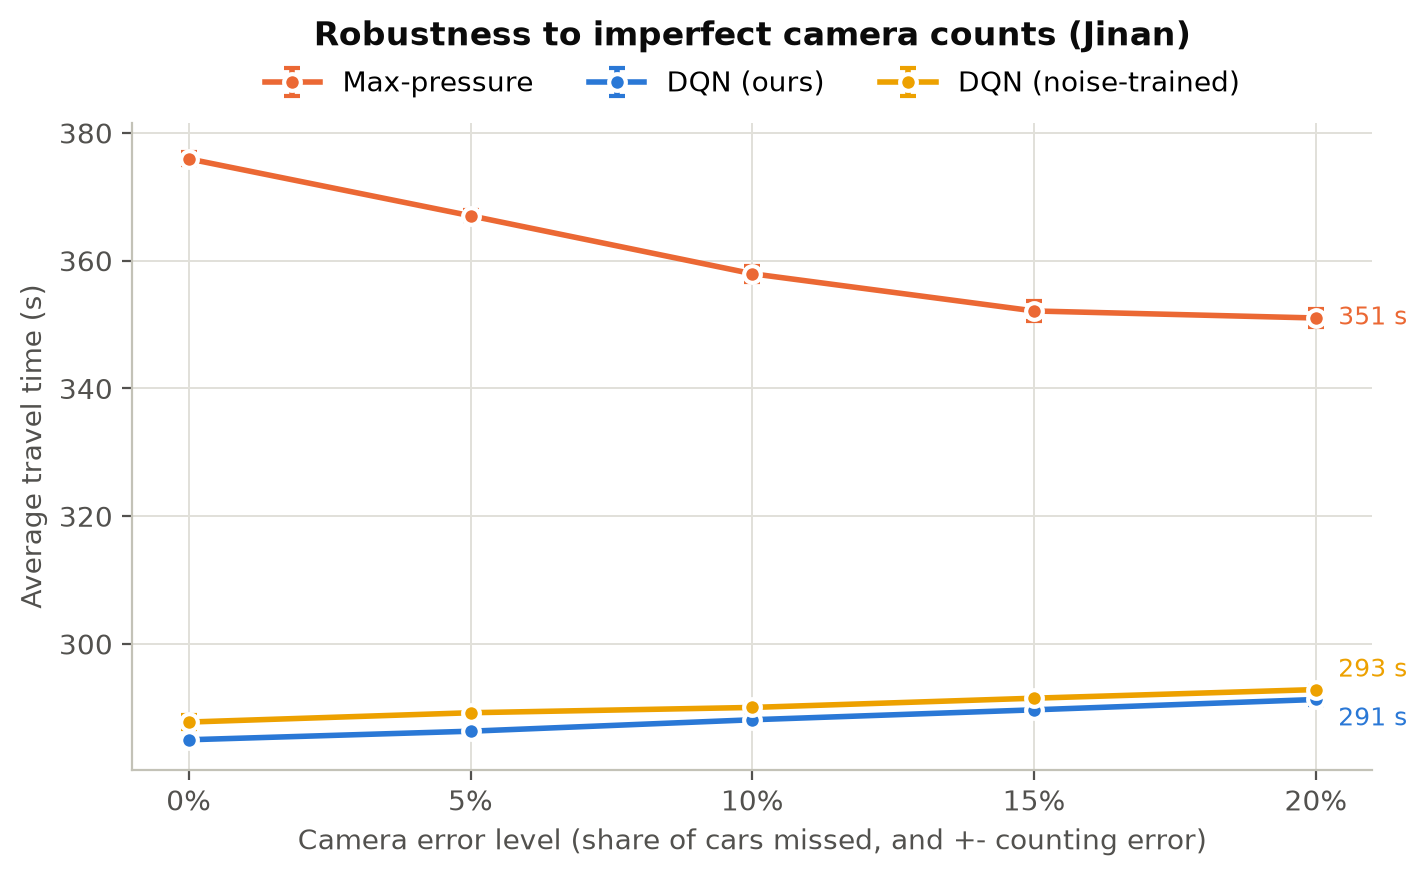 Robustness to imperfect camera counts (Jinan)
Max-pressure DQN (ours) DQN (noise-trained)
380
360
340
320
300
Average travel time (s)
351 s
293 s
291 s
0% 5% 10% 15% 20%
Camera error level (share of cars missed, and +- counting error)